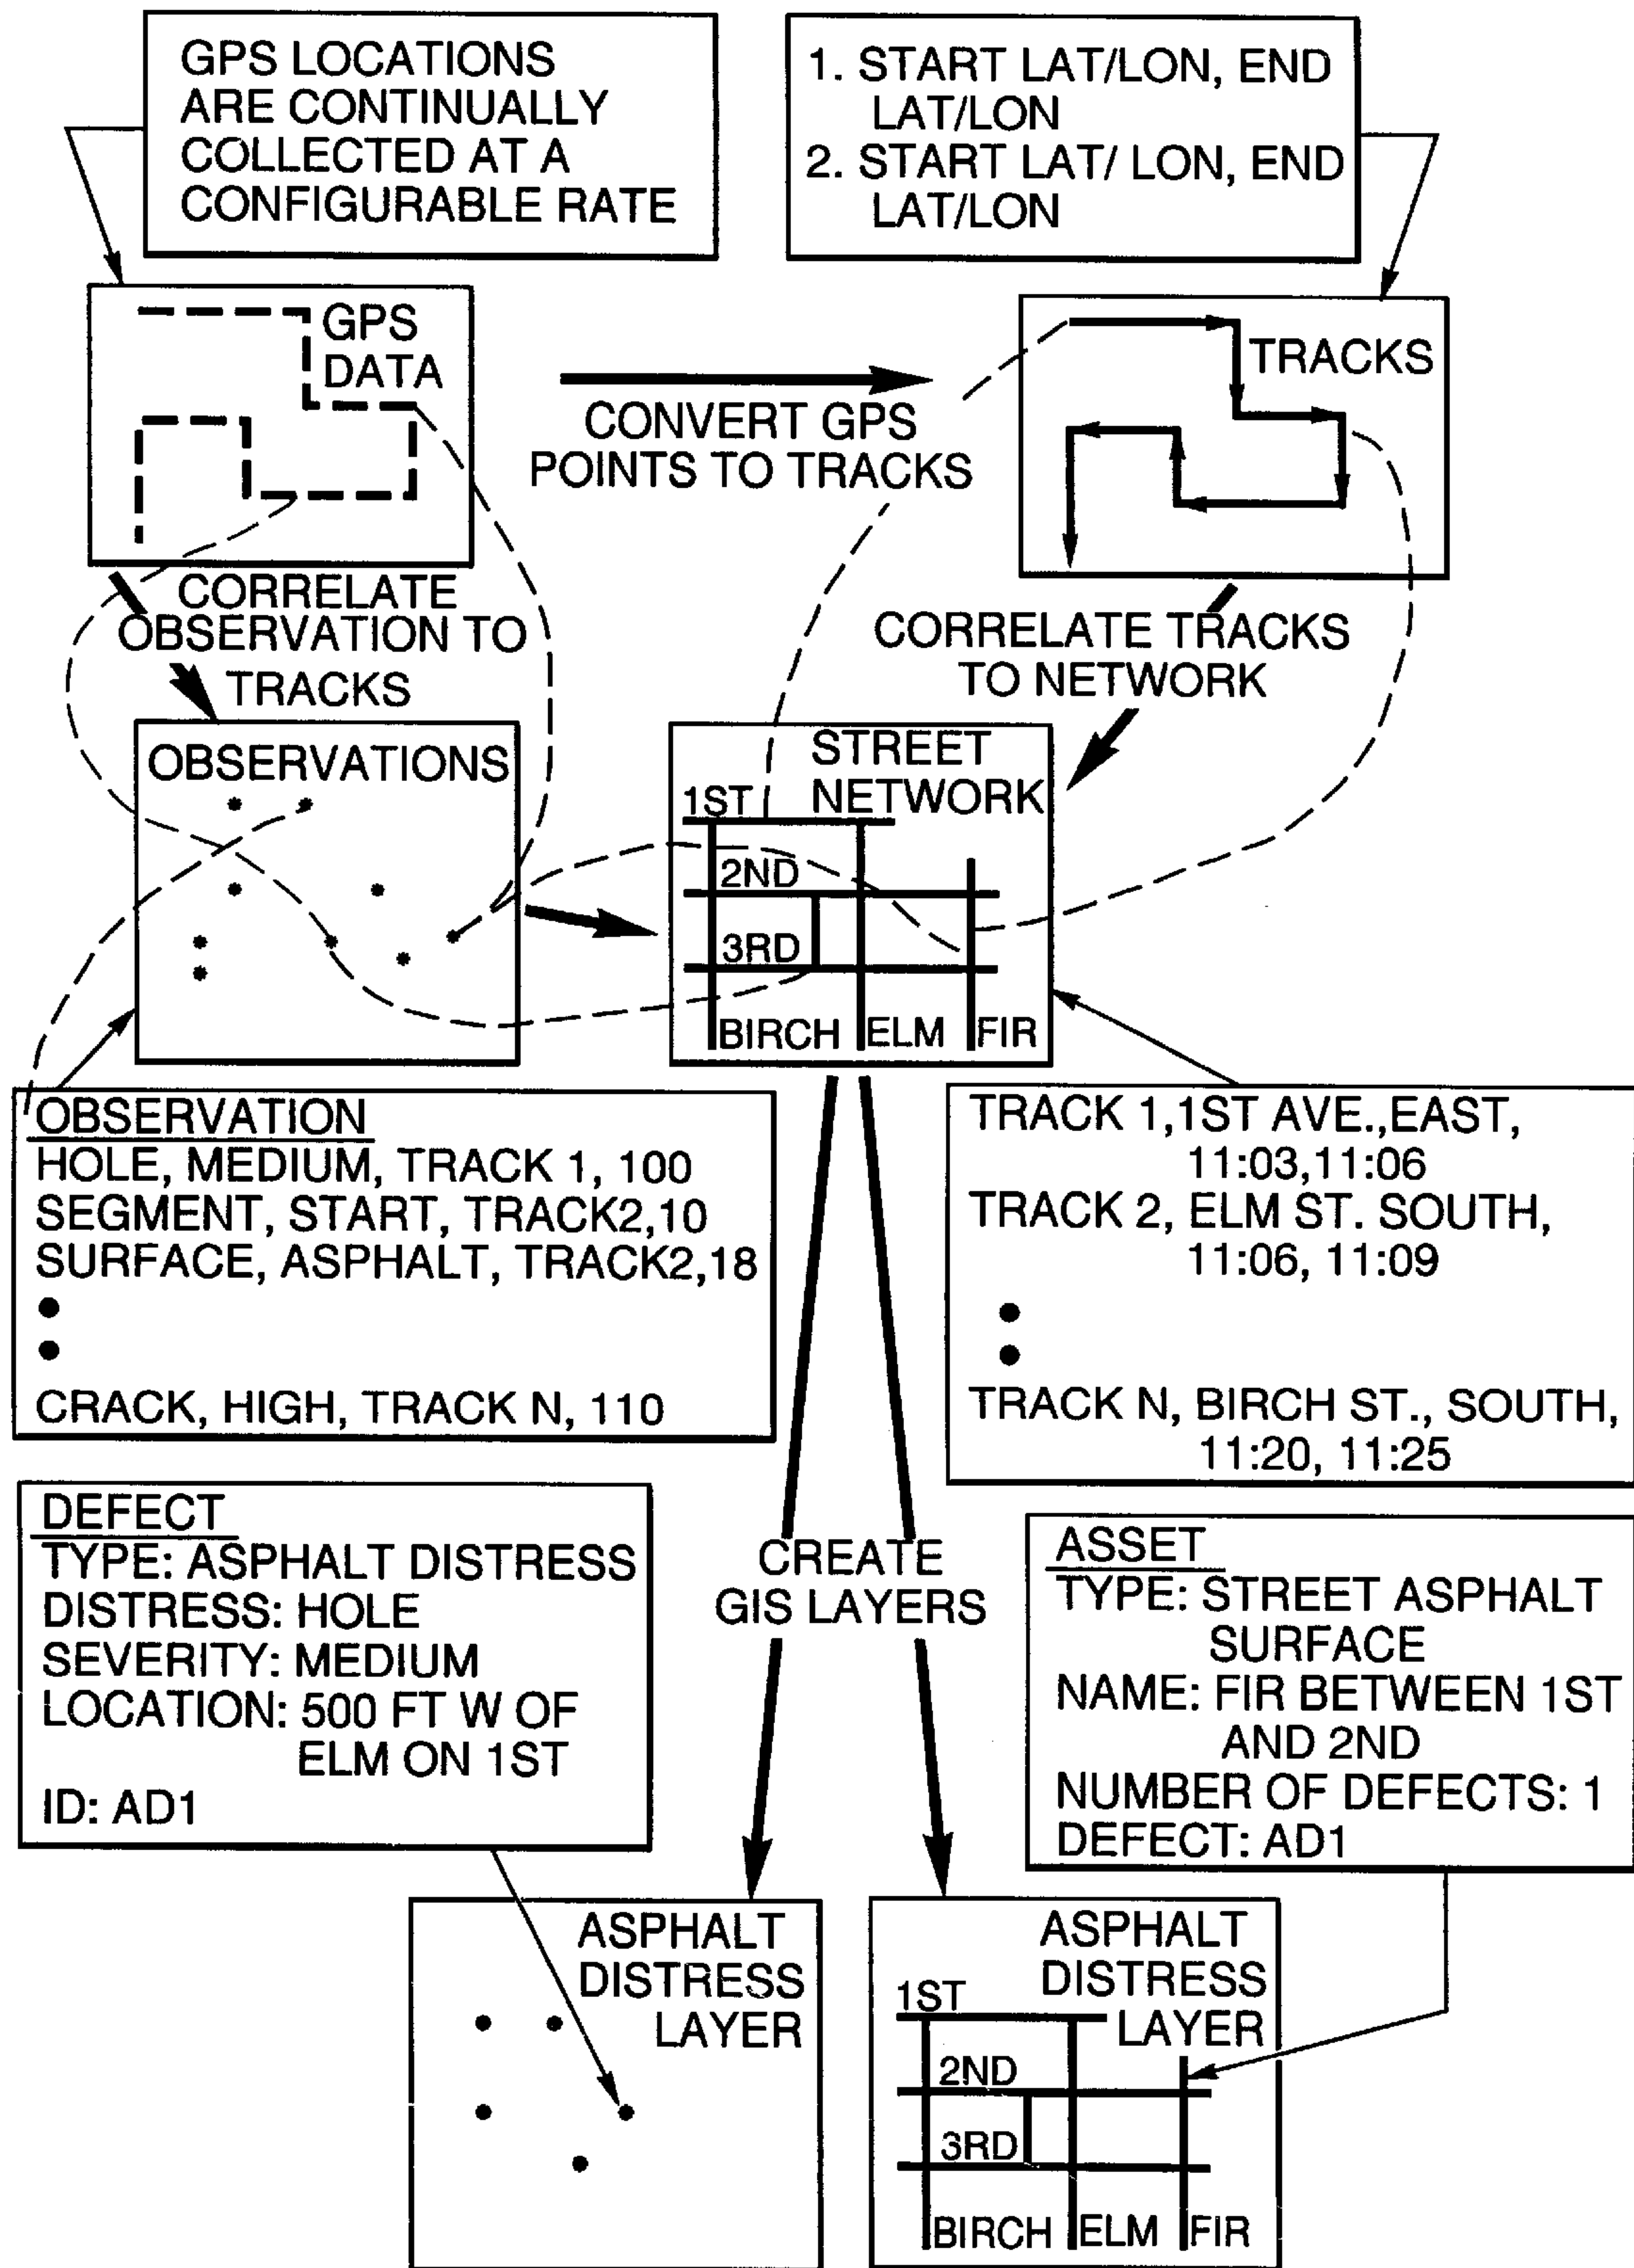 GPS LOCATIONS
ARE CONTINUALLY
COLLECTED AT A
CONFIGURABLE RATE
1. START LAT/LON, END
LAT/LON
2. START LAT/ LON, END
LAT/LON
GPS
DATA
CONVERT GPS
POINTS TO TRACKS
TRACKS
CORRELATE
OBSERVATION TO
TRACKS
CORRELATE TRACKS
TO NETWORK
OBSERVATIONS
STREET
NETWORK
1ST
2ND
3RD
BIRCH ELM FIR
OBSERVATION
HOLE, MEDIUM, TRACK 1, 100
SEGMENT, START, TRACK2,10
SURFACE, ASPHALT, TRACK2,18
CRACK, HIGH, TRACK N, 110
TRACK 1,1ST AVE.,EAST,
11:03,11:06
TRACK 2, ELM ST. SOUTH,
11:06, 11:09
TRACK N, BIRCH ST., SOUTH,
11:20, 11:25
DEFECT
TYPE: ASPHALT DISTRESS
DISTRESS: HOLE
SEVERITY: MEDIUM
LOCATION: 500 FT W OF
ELM ON 1ST
ID: AD1
CREATE
GIS LAYERS
ASSET
TYPE: STREET ASPHALT
SURFACE
NAME: FIR BETWEEN 1ST
AND 2ND
NUMBER OF DEFECTS: 1
DEFECT: AD1
ASPHALT
DISTRESS
LAYER
ASPHALT
DISTRESS
LAYER
1ST
2ND
3RD
BIRCH ELM FIR